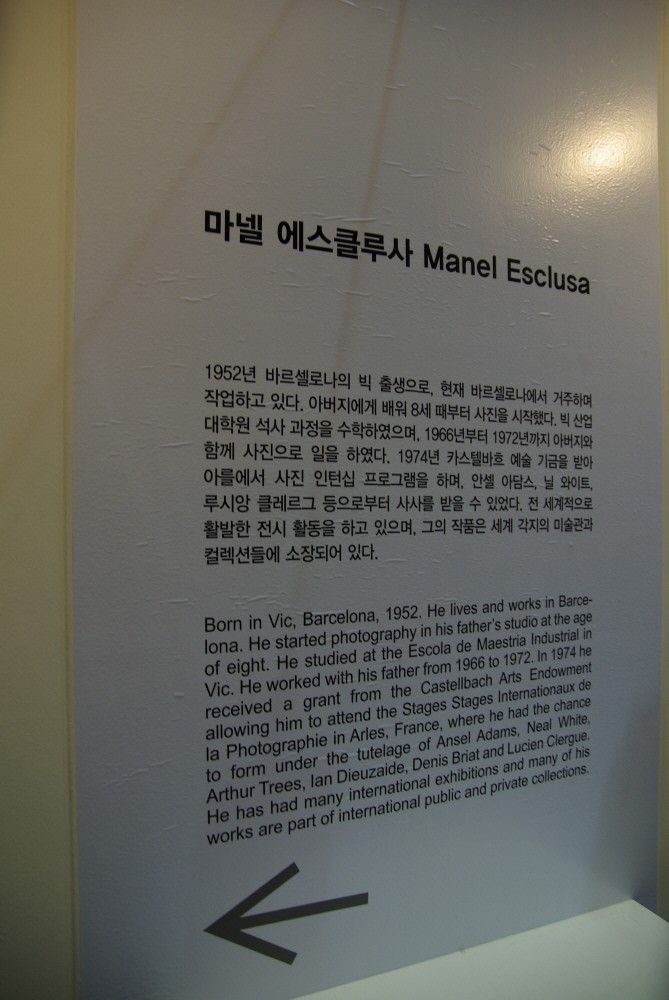 마넬 에스클루사 Manel Esclusa
1952년 바르셀로나의 빅 출생으로, 현재 바르셀로나에서 거주하며
작업하고 있다. 아버지에게 배워 8세 때부터 사진을 시작했다. 빅 산업
대학원 석사 과정을 수학하였으며, 1966년부터 1972년까지 아버지와
함께 사진으로 일을 하였다. 1974년 카스텔바흐 예술 기금을 받아
아를에서 사진 인턴십 프로그램을 하며, 안셀 아담스, 닐 와이트,
루시앙 클레르그 등으로부터 사사를 받을 수 있었다. 전 세계적으로
활발한 전시 활동을 하고 있으며, 그의 작품은 세계 각지의 미술관과
컬렉션들에 소장되어 있다.
Born in Vic, Barcelona, 1952. He lives and works in Barce-
lona. He started photography in his father's studio at the age
of eight. He studied at the Escola de Maestria Industrial in
Vic. He worked with his father from 1966 to 1972. In 1974 he
received a grant from the Castellbach Arts Endowment
allowing him to attend the Stages Stages Internationaux de
la Photographie in Arles, France, where he had the chance
to form under the tutelage of Ansel Adams, Neal White,
Arthur Trees, Ian Dieuzaide, Denis Briat and Lucien Clergue.
He has had many international exhibitions and many of his
works are part of international public and private collections.